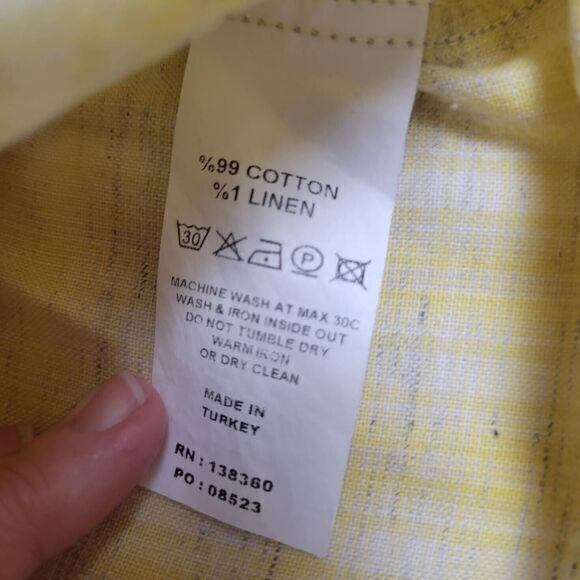 %99 COTTON
%1 LINEN
30 P
MACHINE WASH AT MAX 30C
WASH & IRON INSIDE OUT
DO NOT TUMBLE DRY
WARM IRON
OR DRY CLEAN
MADE IN
TURKEY
RN : 138360
PO : 08523